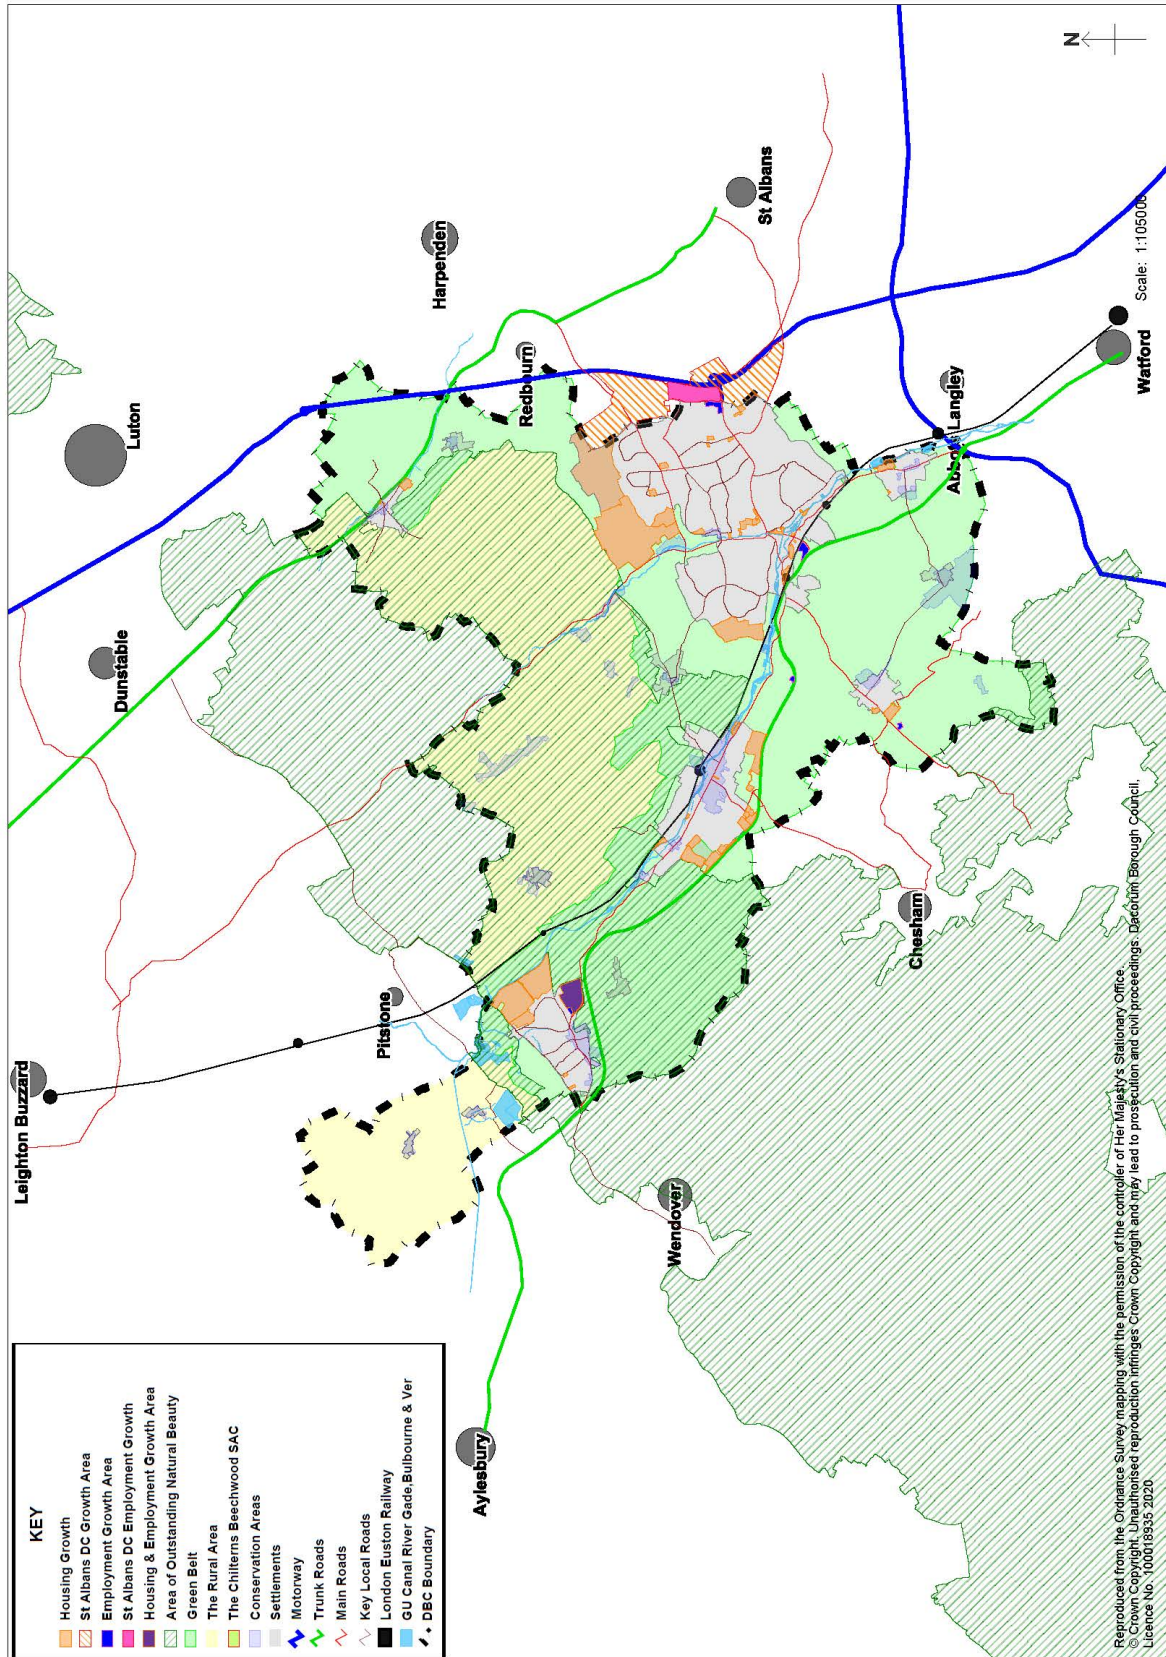 KEY
Housing Growth
St Albans DC Growth Area
Employment Growth Area
St Albans DC Employment Growth
Housing & Employment Growth Area
Area of Outstanding Natural Beauty
Green Belt
The Rural Area
The Chilterns Beechwood SAC
Conservation Areas
Settlements
Motorway
Trunk Roads
Main Roads
Key Local Roads
London Euston Railway
GU Canal River Gade,Bulbourne & Ver
DBC Boundary
Leighton Buzzard
Luton
Dunstable
Harpenden
Redbourn
St Albans
Pitstone
Aylesbury
Wendover
Chesham
Abbots Langley
Watford
N
Scale: 1:105000
Reproduced from the Ordnance Survey mapping with the permission of the controller of Her Majesty's Stationary Office.
© Crown Copyright. Unauthorised reproduction infringes Crown Copyright and may lead to prosecution and civil proceedings. Dacorum Borough Council,
Licence No. 100018935 2020